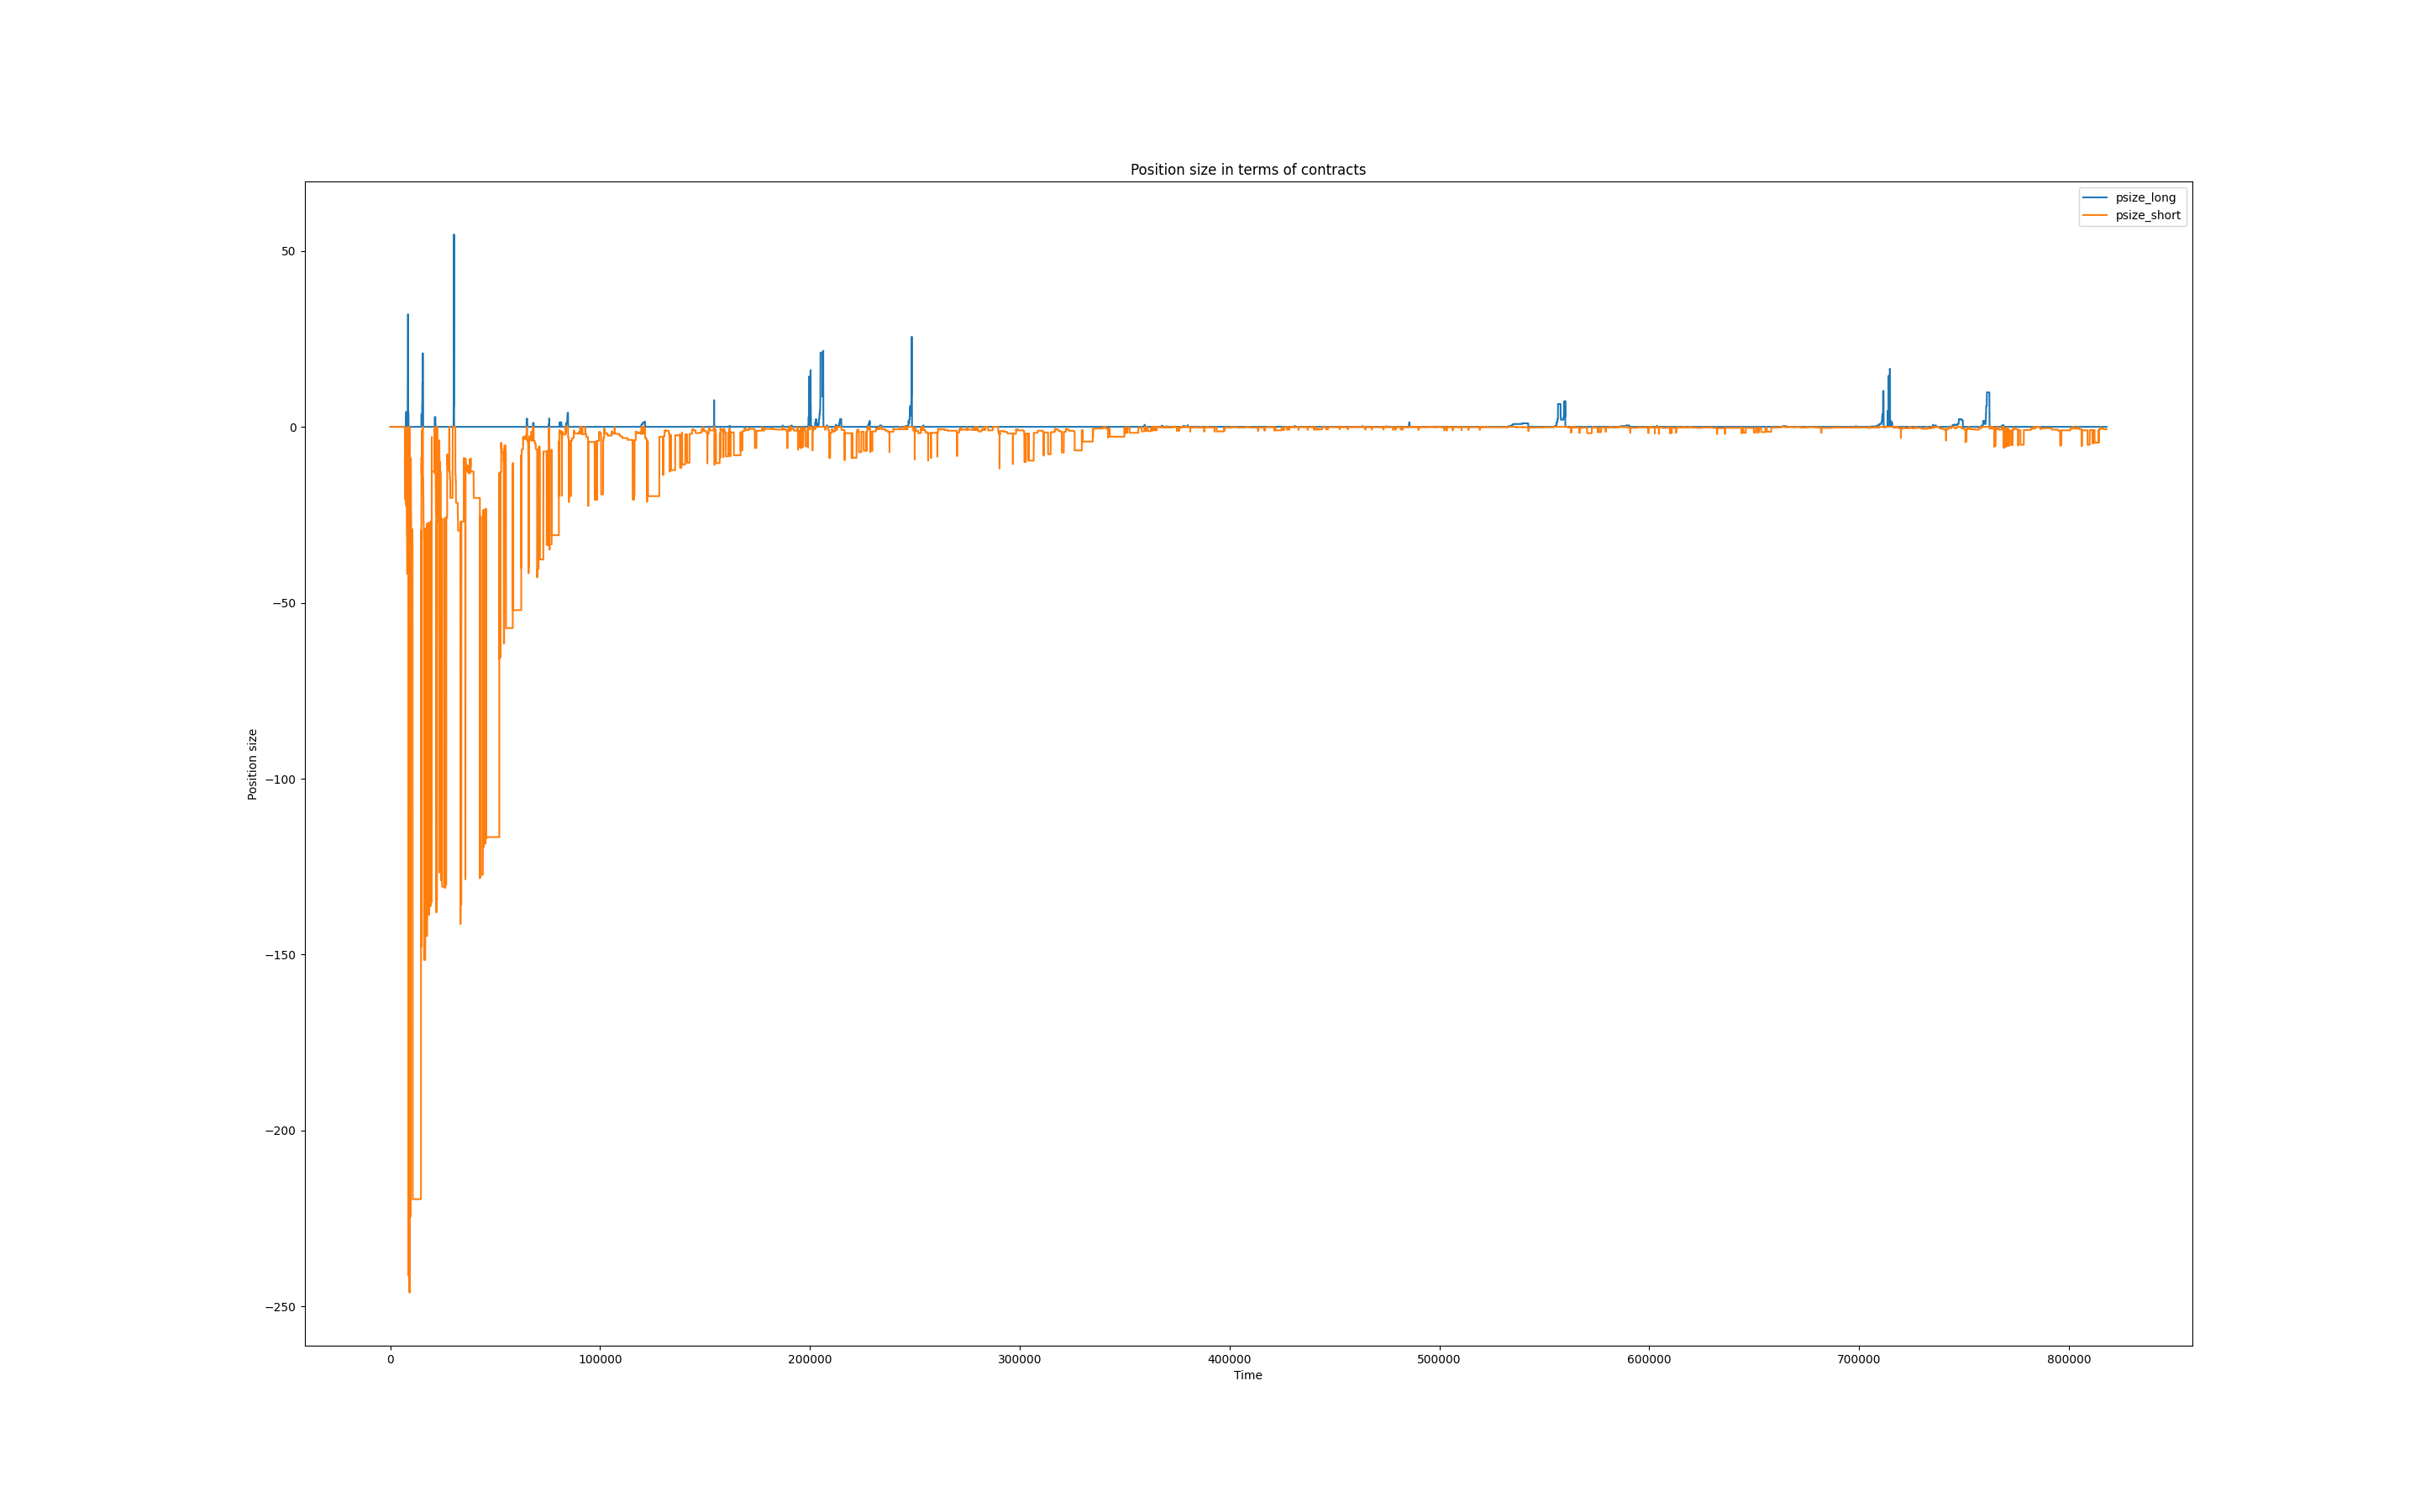 Position size in terms of contracts
psize_long
psize_short
Position size
50
0
−50
−100
−150
−200
−250
0 100000 200000 300000 400000 500000 600000 700000 800000
Time